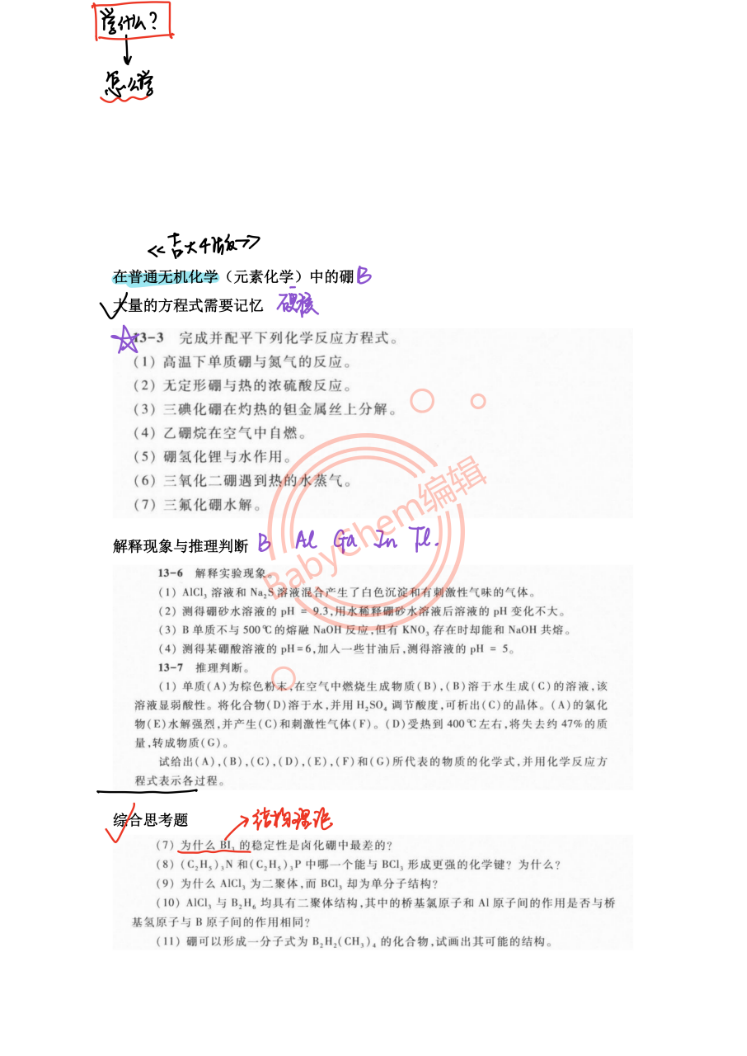 学什么?
怎么学
《吉大4版》
在普通无机化学（元素化学）中的硼B
大量的方程式需要记忆 硬核
13-3 完成并配平下列化学反应方程式。
(1) 高温下单质硼与氮气的反应。
(2) 无定形硼与热的浓硫酸反应。
(3) 三碘化硼在灼热的钽金属丝上分解。
(4) 乙硼烷在空气中自燃。
(5) 硼氢化锂与水作用。
(6) 三氧化二硼遇到热的水蒸气。
(7) 三氟化硼水解。
BabyChem编辑
解释现象与推理判断 B Al Ga In Tl.
13-6 解释实验现象。
(1) AlCl₃ 溶液和 Na₂S 溶液混合产生了白色沉淀和有刺激性气味的气体。
(2) 测得硼砂水溶液的 pH = 9.3,用水稀释硼砂水溶液后溶液的 pH 变化不大。
(3) B 单质不与 500℃的熔融 NaOH 反应,但有 KNO₃ 存在时却能和 NaOH 共熔。
(4) 测得某硼酸溶液的 pH=6,加入一些甘油后,测得溶液的 pH = 5。
13-7 推理判断。
(1) 单质(A)为棕色粉末,在空气中燃烧生成物质(B),(B)溶于水生成(C)的溶液,该
溶液显弱酸性。将化合物(D)溶于水,并用 H₂SO₄ 调节酸度,可析出(C)的晶体。(A)的氯化
物(E)水解强烈,并产生(C)和刺激性气体(F)。(D)受热到 400℃左右,将失去约 47%的质
量,转成物质(G)。
试给出(A),(B),(C),(D),(E),(F)和(G)所代表的物质的化学式,并用化学反应方
程式表示各过程。
综合思考题 结构理论
(7) 为什么 BI₃ 的稳定性是卤化硼中最差的?
(8) (C₂H₅)₃N 和(C₂H₅)₃P 中哪一个能与 BCl₃ 形成更强的化学键? 为什么?
(9) 为什么 AlCl₃ 为二聚体,而 BCl₃ 却为单分子结构?
(10) AlCl₃ 与 B₂H₆ 均具有二聚体结构,其中的桥基氯原子和 Al 原子间的作用是否与桥
基氢原子与 B 原子间的作用相同?
(11) 硼可以形成一分子式为 B₂H₂(CH₃)₄ 的化合物,试画出其可能的结构。